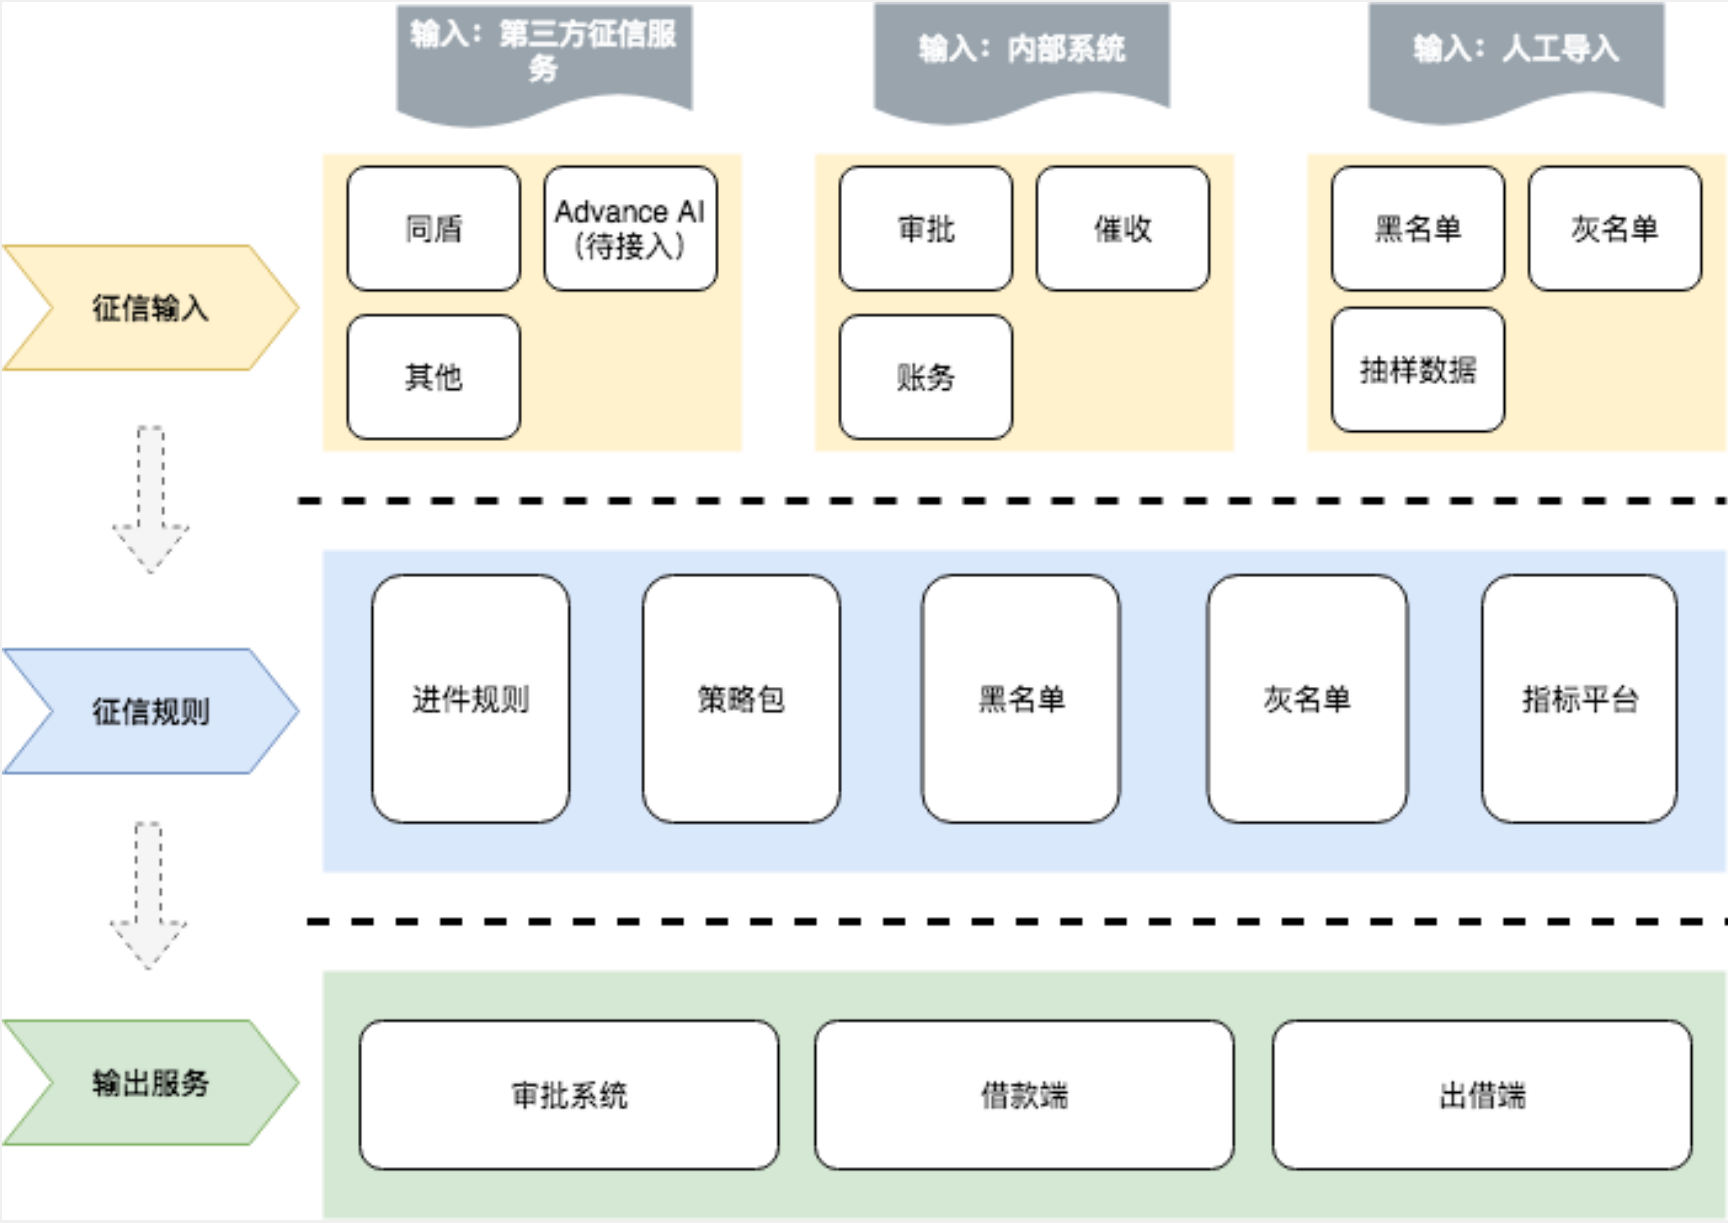 输入：第三方征信服
务
输入：内部系统
输入：人工导入
征信输入
同盾
Advance AI
（待接入）
其他
审批
催收
账务
黑名单
灰名单
抽样数据
征信规则
进件规则
策略包
黑名单
灰名单
指标平台
输出服务
审批系统
借款端
出借端